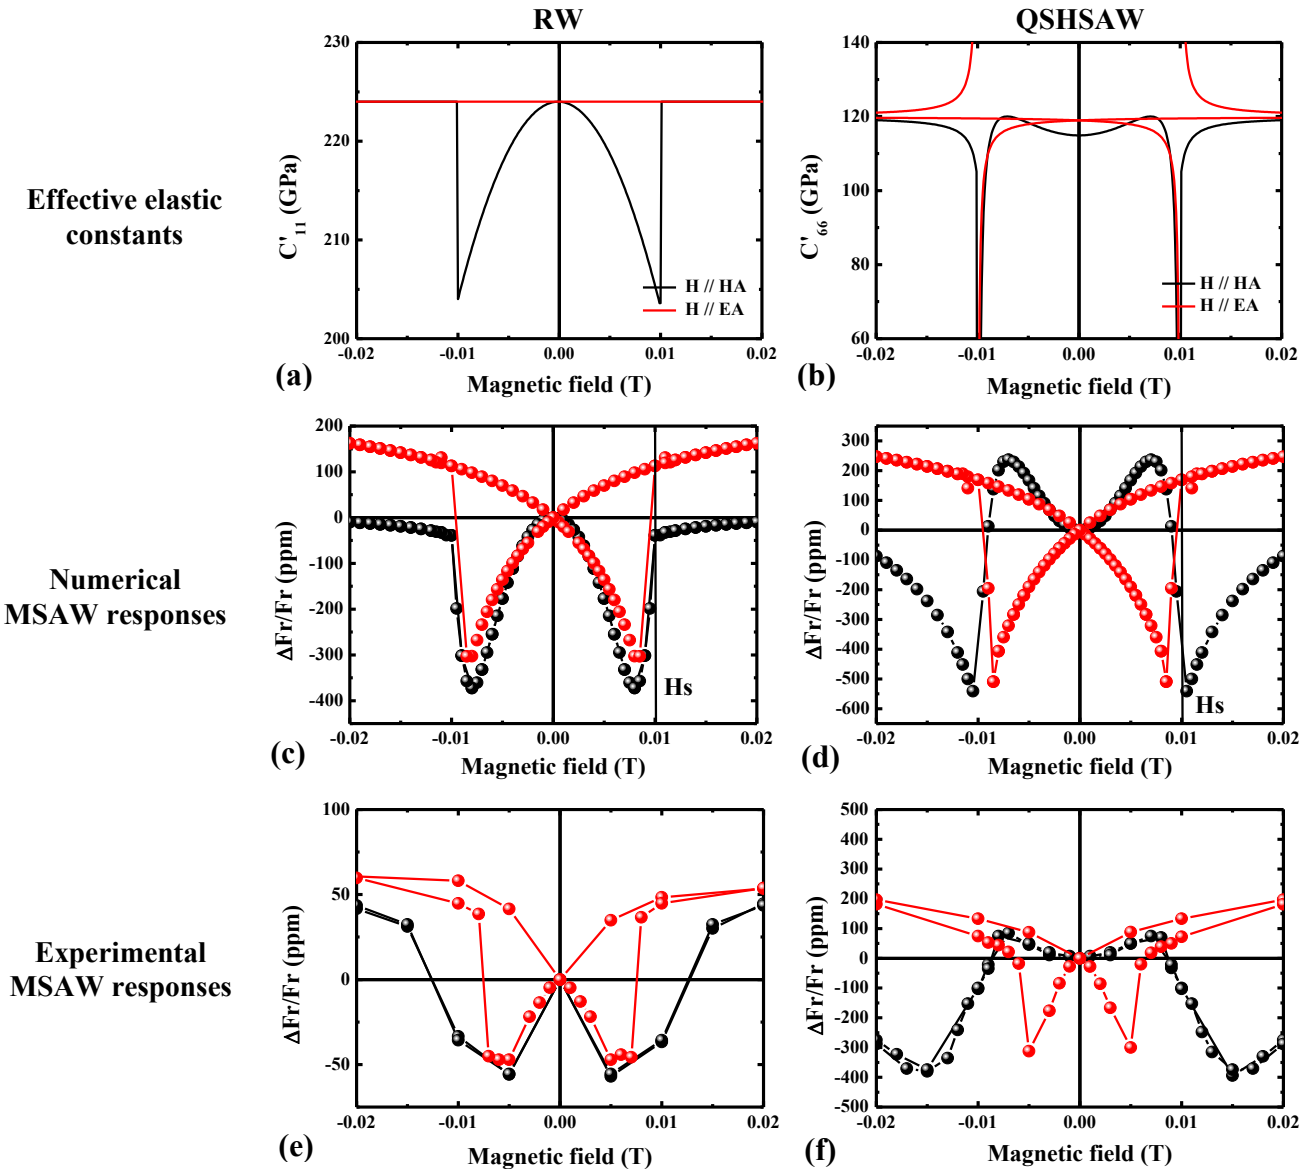 RW
QSHSAW
Effective elastic
constants
230
220
210
200
C'11 (GPa)
H // HA
H // EA
-0.02 -0.01 0.00 0.01 0.02
(a)
Magnetic field (T)
140
120
100
80
60
C'66 (GPa)
H // HA
H // EA
-0.02 -0.01 0.00 0.01 0.02
(b)
Magnetic field (T)
Numerical
MSAW responses
200
100
0
-100
-200
-300
-400
ΔFr/Fr (ppm)
Hs
-0.02 -0.01 0.00 0.01 0.02
(c)
Magnetic field (T)
300
200
100
0
-100
-200
-300
-400
-500
-600
ΔFr/Fr (ppm)
Hs
-0.02 -0.01 0.00 0.01 0.02
(d)
Magnetic field (T)
Experimental
MSAW responses
100
50
0
-50
ΔFr/Fr (ppm)
-0.02 -0.01 0.00 0.01 0.02
(e)
Magnetic field (T)
500
400
300
200
100
0
-100
-200
-300
-400
-500
ΔFr/Fr (ppm)
-0.02 -0.01 0.00 0.01 0.02
(f)
Magnetic field (T)